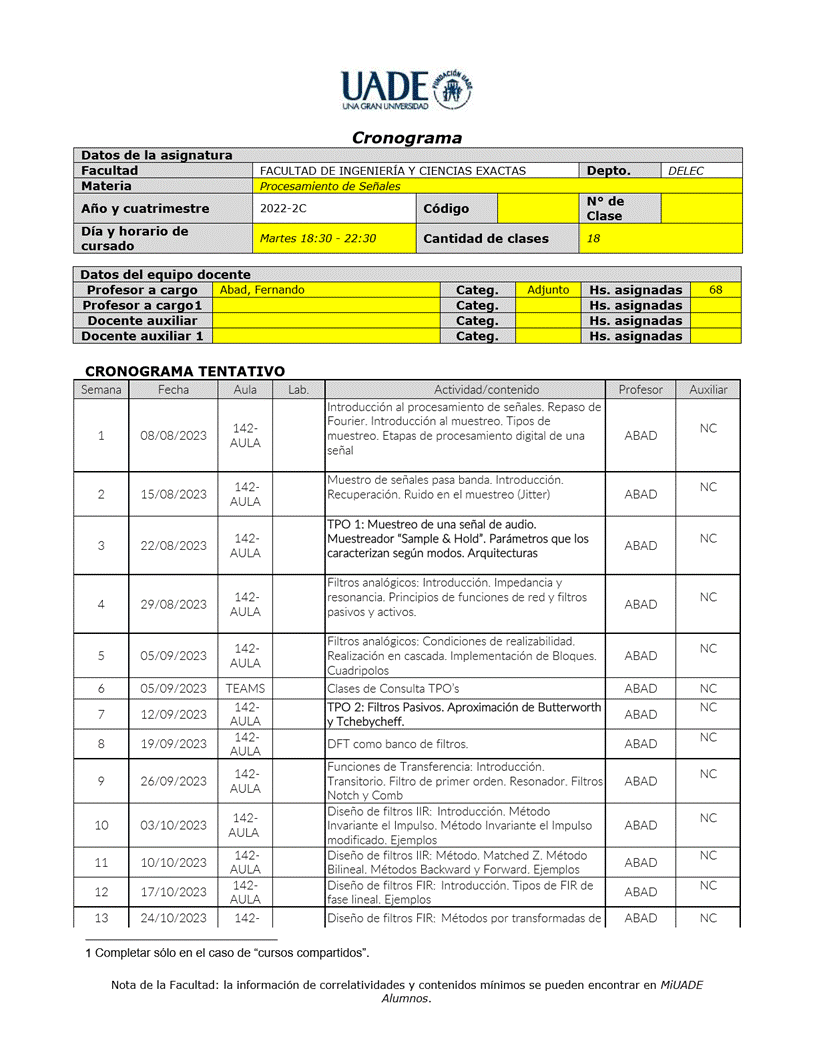 UADE
UNA GRAN UNIVERSIDAD
FUNDACIÓN UADE
Cronograma
Datos de la asignatura
Facultad FACULTAD DE INGENIERÍA Y CIENCIAS EXACTAS Depto. DELEC
Materia Procesamiento de Señales
Año y cuatrimestre 2022-2C Código N° de
Clase
Día y horario de
cursado Martes 18:30 - 22:30 Cantidad de clases 18
Datos del equipo docente
Profesor a cargo Abad, Fernando Categ. Adjunto Hs. asignadas 68
Profesor a cargo1 Categ. Hs. asignadas
Docente auxiliar Categ. Hs. asignadas
Docente auxiliar 1 Categ. Hs. asignadas
CRONOGRAMA TENTATIVO
Semana Fecha Aula Lab. Actividad/contenido Profesor Auxiliar
1 08/08/2023 142-
AULA
Introducción al procesamiento de señales. Repaso de
Fourier. Introducción al muestreo. Tipos de
muestreo. Etapas de procesamiento digital de una
señal
ABAD NC
2 15/08/2023 142-
AULA
Muestro de señales pasa banda. Introducción.
Recuperación. Ruido en el muestreo (Jitter)
ABAD NC
3 22/08/2023 142-
AULA
TPO 1: Muestreo de una señal de audio.
Muestreador “Sample & Hold”. Parámetros que los
caracterizan según modos. Arquitecturas
ABAD NC
4 29/08/2023 142-
AULA
Filtros analógicos: Introducción. Impedancia y
resonancia. Principios de funciones de red y filtros
pasivos y activos.
ABAD NC
5 05/09/2023 142-
AULA
Filtros analógicos: Condiciones de realizabilidad.
Realización en cascada. Implementación de Bloques.
Cuadripolos
ABAD NC
6 05/09/2023 TEAMS Clases de Consulta TPO’s ABAD NC
7 12/09/2023 142-
AULA
TPO 2: Filtros Pasivos. Aproximación de Butterworth
y Tchebycheff.
ABAD NC
8 19/09/2023 142-
AULA
DFT como banco de filtros.
ABAD NC
9 26/09/2023 142-
AULA
Funciones de Transferencia: Introducción.
Transitorio. Filtro de primer orden. Resonador. Filtros
Notch y Comb
ABAD NC
10 03/10/2023 142-
AULA
Diseño de filtros IIR: Introducción. Método
Invariante el Impulso. Método Invariante el Impulso
modificado. Ejemplos
ABAD NC
11 10/10/2023 142-
AULA
Diseño de filtros IIR: Método. Matched Z. Método
Bilineal. Métodos Backward y Forward. Ejemplos
ABAD NC
12 17/10/2023 142-
AULA
Diseño de filtros FIR: Introducción. Tipos de FIR de
fase lineal. Ejemplos
ABAD NC
13 24/10/2023 142- Diseño de filtros FIR: Métodos por transformadas de ABAD NC
1 Completar sólo en el caso de “cursos compartidos”.
Nota de la Facultad: la información de correlatividades y contenidos mínimos se pueden encontrar en MiUADE
Alumnos.